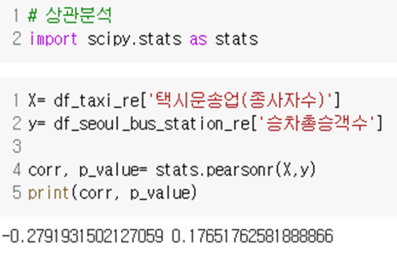 1 # 상관분석
2 import scipy.stats as stats
1 X= df_taxi_re['택시운송업(종사자수)']
2 y= df_seoul_bus_station_re['승차총승객수']
3
4 corr, p_value= stats.pearsonr(X,y)
5 print(corr, p_value)
-0.2791931502127059 0.17651762581888866